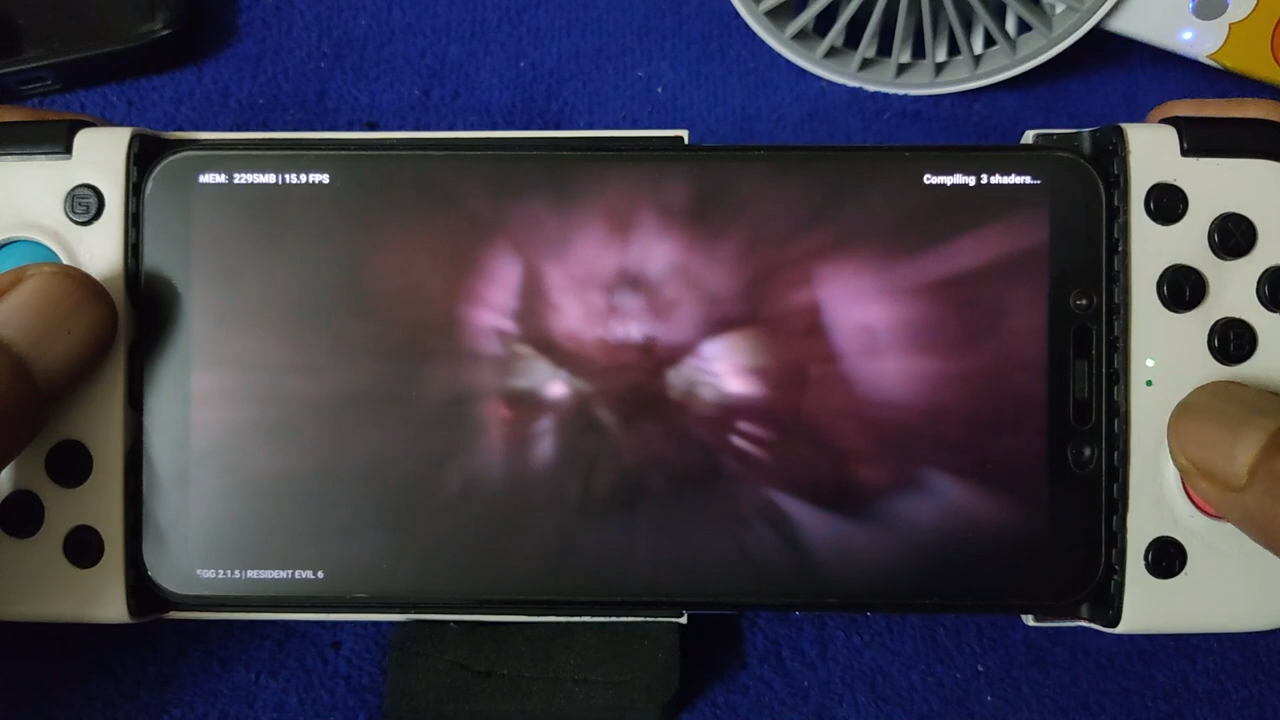 MEM: 2295MB | 15.9 FPS
Compiling 3 shaders...
X
B
EGG 2.1.5 | RESIDENT EVIL 6